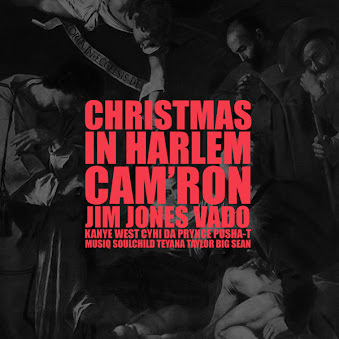 CHRISTMAS
IN HARLEM
CAM'RON
JIM JONES VADO
KANYE WEST CYHI DA PRYNCE PUSHA-T
MUSIQ SOULCHILD TEYANA TAYLOR BIG SEAN